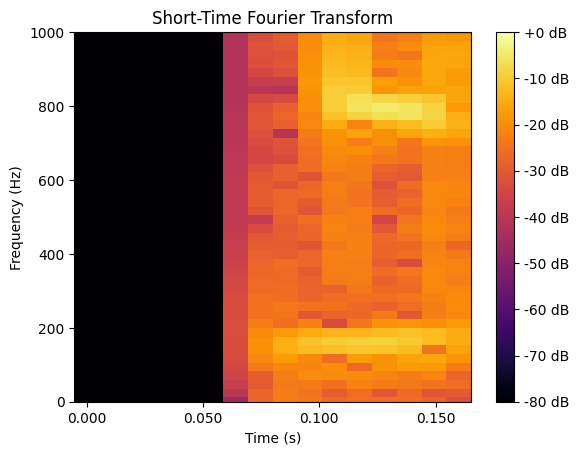 Short-Time Fourier Transform
1000
800
600
400
200
0
Frequency (Hz)
0.000
0.050
0.100
0.150
Time (s)
+0 dB
-10 dB
-20 dB
-30 dB
-40 dB
-50 dB
-60 dB
-70 dB
-80 dB